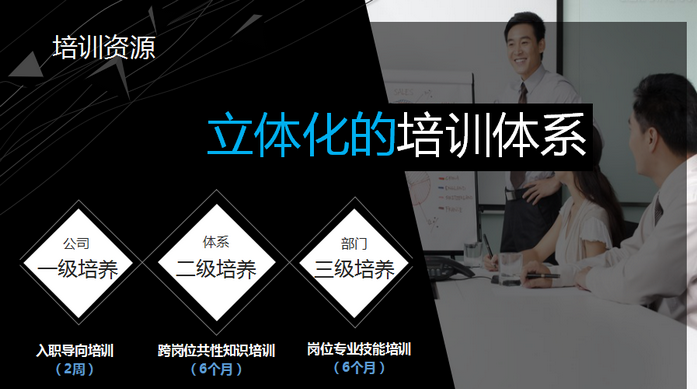 培训资源
立体化的培训体系
公司
一级培养
体系
二级培养
部门
三级培养
入职导向培训
（2周）
跨岗位共性知识培训
（6个月）
岗位专业技能培训
（6个月）